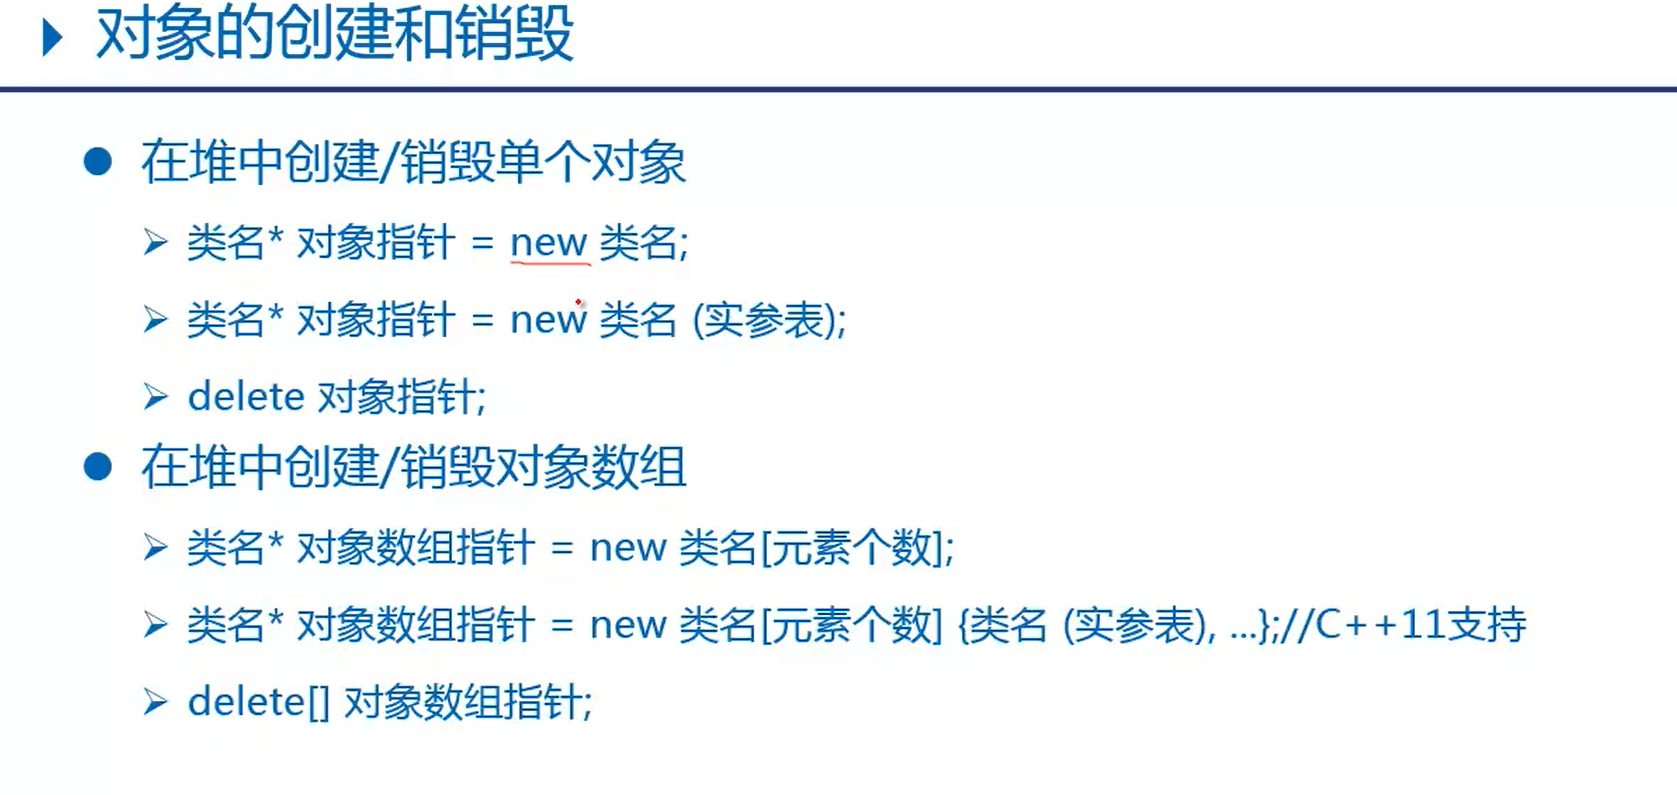 对象的创建和销毁
在堆中创建/销毁单个对象
类名* 对象指针 = new 类名;
类名* 对象指针 = new 类名 (实参表);
delete 对象指针;
在堆中创建/销毁对象数组
类名* 对象数组指针 = new 类名[元素个数];
类名* 对象数组指针 = new 类名[元素个数] {类名 (实参表), ...};//C++11支持
delete[] 对象数组指针;